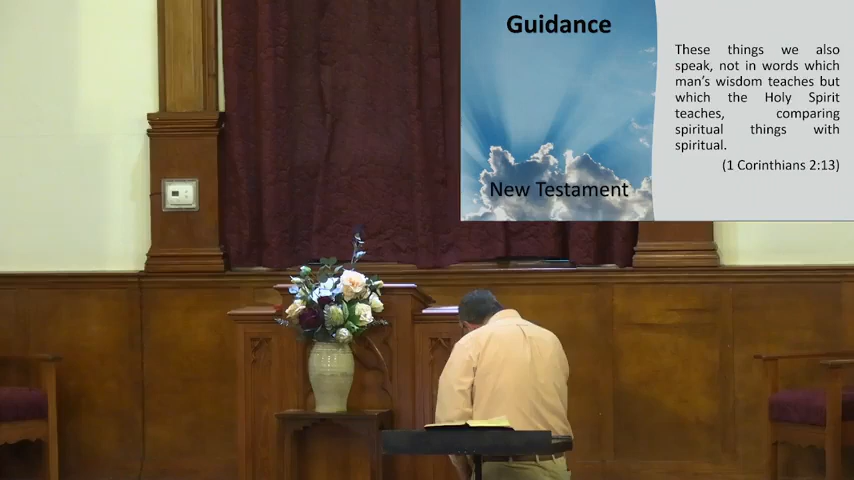 Guidance
New Testament
These things we also
speak, not in words which
man's wisdom teaches but
which the Holy Spirit
teaches, comparing
spiritual things with
spiritual.
(1 Corinthians 2:13)